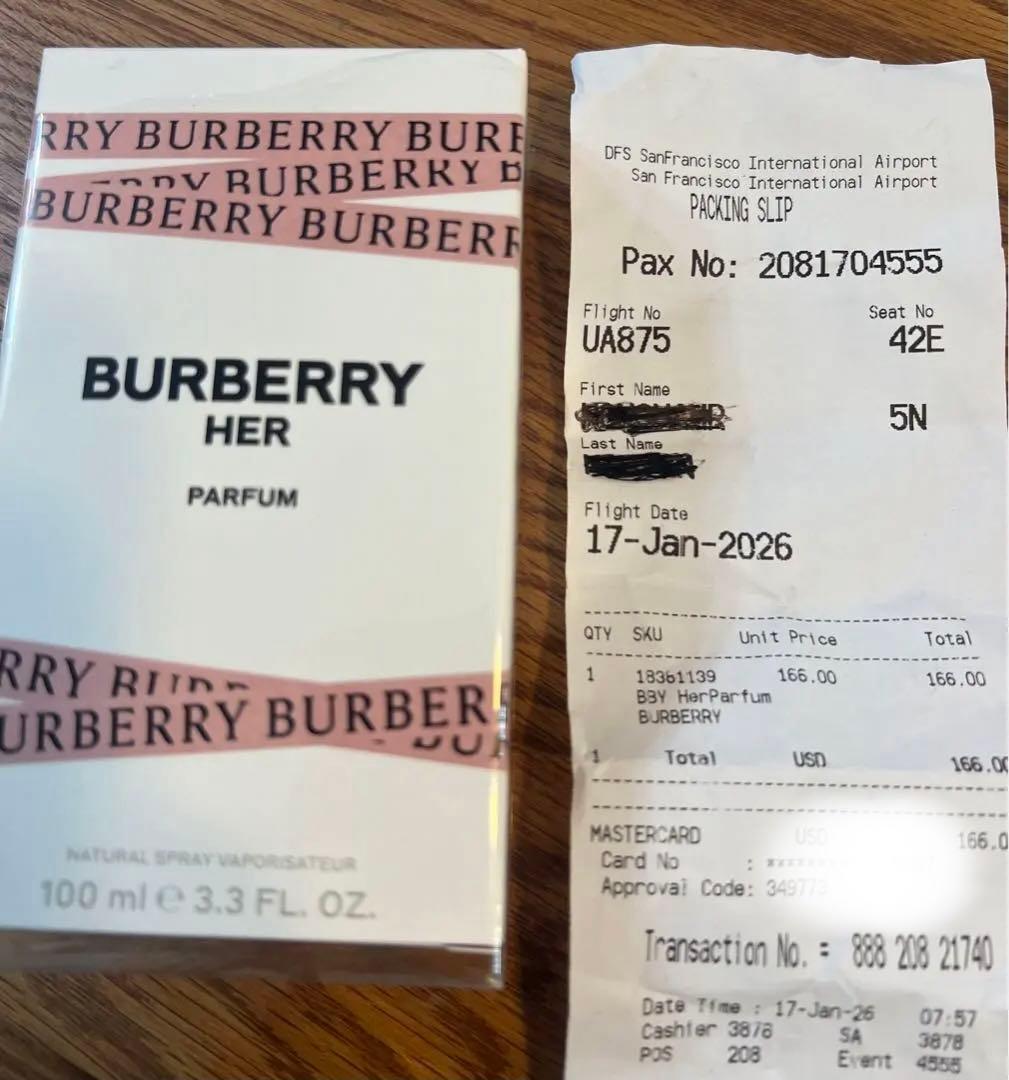 RRY BURBERRY BURB
BURBERRY B
BURBERRY BURBERR
BURBERRY
HER
PARFUM
RRY
URBERRY BURBER
NATURAL SPRAY VAPORISATEUR
100 ml e 3.3 FL. OZ.
DFS SanFrancisco International Airport
San Francisco International Airport
PACKING SLIP
Pax No: 2081704555
Flight No Seat No
UA875 42E
First Name
5N
Last Name
Flight Date
17-Jan-2026
QTY SKU Unit Price Total
1 18361139 166.00 166.00
BBY HerParfum
BURBERRY
1 Total USD 166.00
MASTERCARD USD 166.0
Card No : ********
Approval Code: 349773
Transaction No. = 888 208 21740
Date Time : 17-Jan-26 07:57
Cashier 3878 SA 3878
POS 208 Event 4555